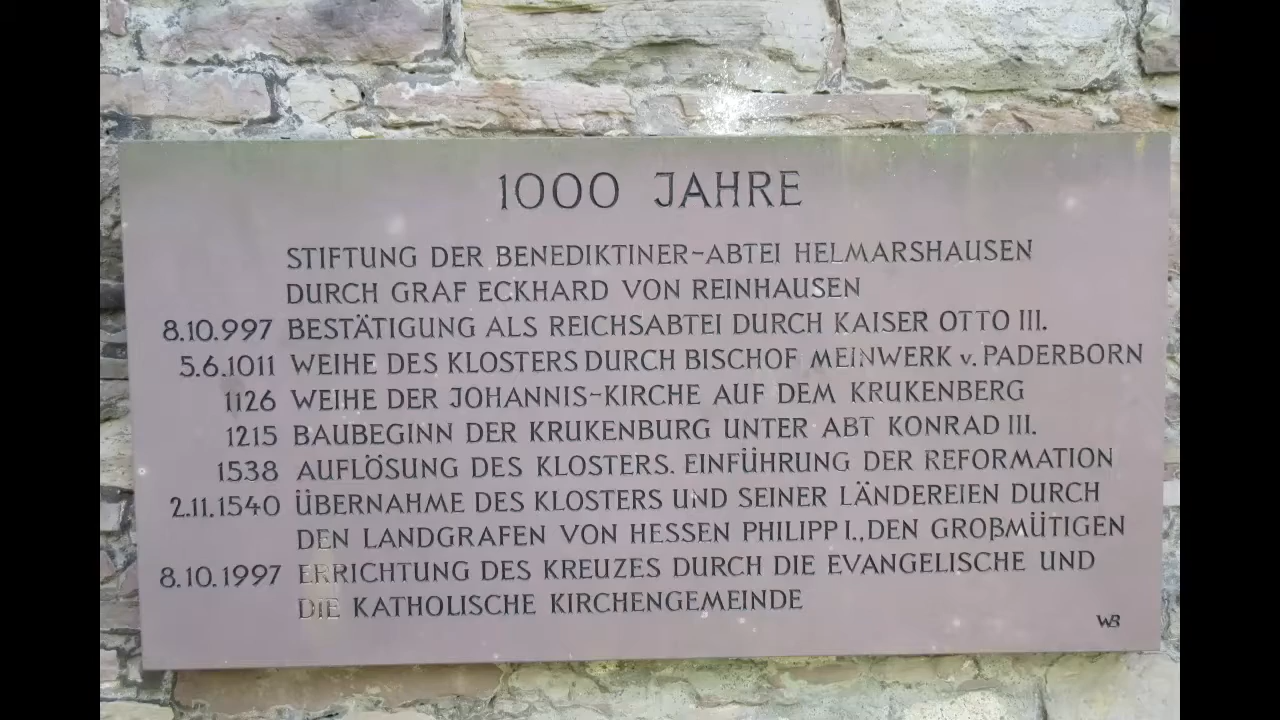 1000 JAHRE
STIFTUNG DER BENEDIKTINER-ABTEI HELMARSHAUSEN
DURCH GRAF ECKHARD VON REINHAUSEN
8.10.997 BESTÄTIGUNG ALS REICHSABTEI DURCH KAISER OTTO III.
5.6.1011 WEIHE DES KLOSTERS DURCH BISCHOF MEINWERK v. PADERBORN
1126 WEIHE DER JOHANNIS-KIRCHE AUF DEM KRUKENBERG
1215 BAUBEGINN DER KRUKENBURG UNTER ABT KONRAD III.
1538 AUFLÖSUNG DES KLOSTERS. EINFÜHRUNG DER REFORMATION
2.11.1540 ÜBERNAHME DES KLOSTERS UND SEINER LÄNDEREIEN DURCH
DEN LANDGRAFEN VON HESSEN PHILIPP I., DEN GROßMÜTIGEN
8.10.1997 ERRICHTUNG DES KREUZES DURCH DIE EVANGELISCHE UND
DIE KATHOLISCHE KIRCHENGEMEINDE
WB